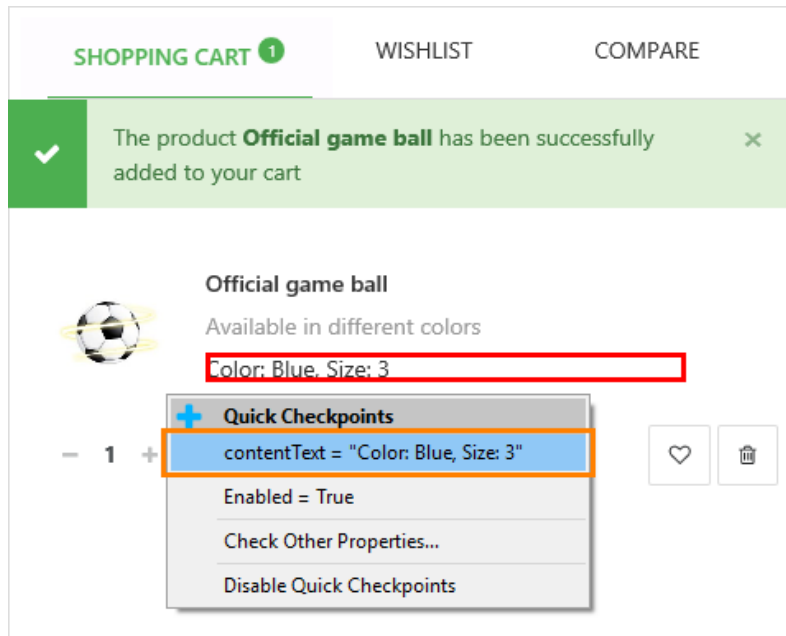 SHOPPING CART 1 WISHLIST COMPARE
The product Official game ball has been successfully
added to your cart
Official game ball
Available in different colors
Color: Blue, Size: 3
Quick Checkpoints
1 contentText = "Color: Blue, Size: 3"
Enabled = True
Check Other Properties...
Disable Quick Checkpoints